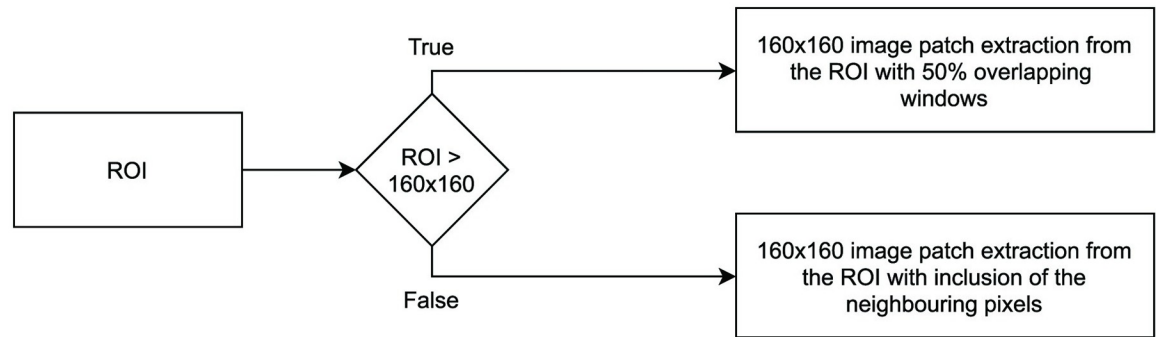 ROI
ROI >
160x160
True
160x160 image patch extraction from
the ROI with 50% overlapping
windows
False
160x160 image patch extraction from
the ROI with inclusion of the
neighbouring pixels